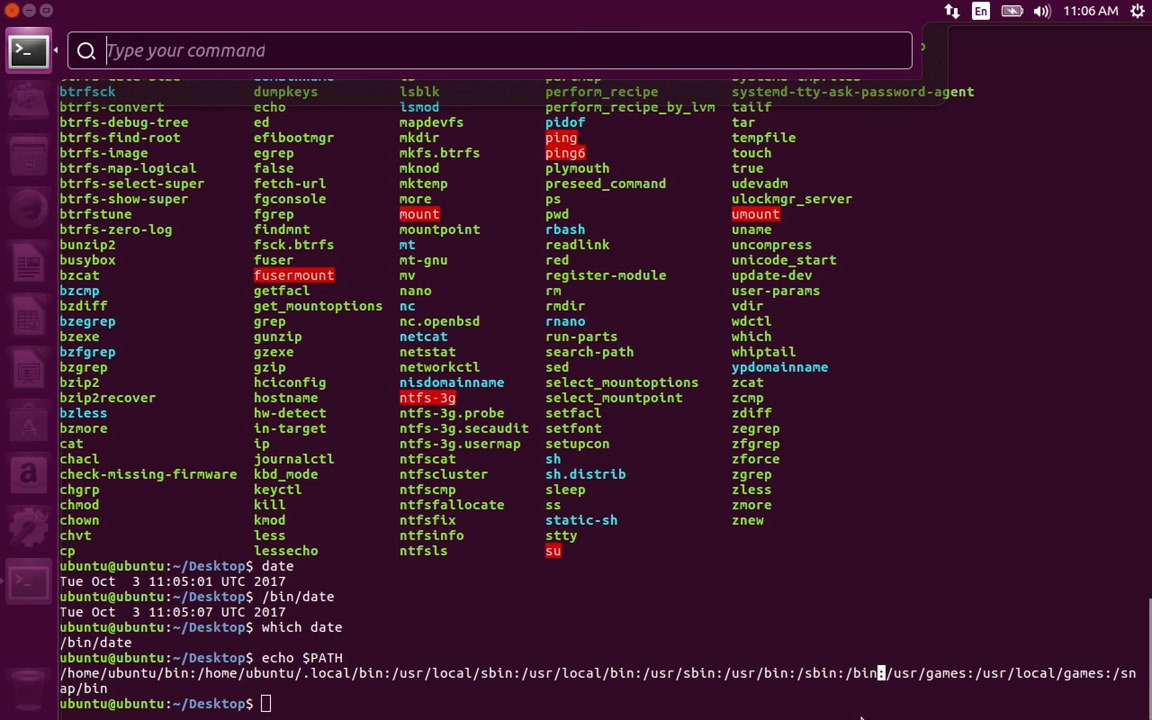 En 11:06 AM
Type your command
btrfsck dumpkeys lsblk perform_recipe systemd-tty-ask-password-agent
btrfs-convert echo lsmod perform_recipe_by_lvm tailf
btrfs-debug-tree ed mapdevfs pidof tar
btrfs-find-root efibootmgr mkdir ping tempfile
btrfs-image egrep mkfs.btrfs ping6 touch
btrfs-map-logical false mknod plymouth true
btrfs-select-super fetch-url mktemp preseed_command udevadm
btrfs-show-super fgconsole more ps ulockmgr_server
btrfstune fgrep mount pwd umount
btrfs-zero-log findmnt mountpoint rbash uname
bunzip2 fsck.btrfs mt readlink uncompress
busybox fuser mt-gnu red unicode_start
bzcat fusermount mv register-module update-dev
bzcmp getfacl nano rm user-params
bzdiff get_mountoptions nc rmdir vdir
bzegrep grep nc.openbsd rnano wdctl
bzexe gunzip netcat run-parts which
bzfgrep gzexe netstat search-path whiptail
bzgrep gzip networkctl sed ypdomainname
bzip2 hciconfig nisdomainname select_mountoptions zcat
bzip2recover hostname ntfs-3g select_mountpoint zcmp
bzless hw-detect ntfs-3g.probe setfacl zdiff
bzmore in-target ntfs-3g.secaudit setfont zegrep
cat ip ntfs-3g.usermap setupcon zfgrep
chacl journalctl ntfscat sh zforce
check-missing-firmware kbd_mode ntfscluster sh.distrib zgrep
chgrp keyctl ntfscmp sleep zless
chmod kill ntfsfallocate ss zmore
chown kmod ntfsfix static-sh znew
chvt less ntfsinfo stty
cp lessecho ntfsls su
ubuntu@ubuntu:~/Desktop$ date
Tue Oct  3 11:05:01 UTC 2017
ubuntu@ubuntu:~/Desktop$ /bin/date
Tue Oct  3 11:05:07 UTC 2017
ubuntu@ubuntu:~/Desktop$ which date
/bin/date
ubuntu@ubuntu:~/Desktop$ echo $PATH
/home/ubuntu/bin:/home/ubuntu/.local/bin:/usr/local/sbin:/usr/local/bin:/usr/sbin:/usr/bin:/sbin:/bin:/usr/games:/usr/local/games:/sn
ap/bin
ubuntu@ubuntu:~/Desktop$